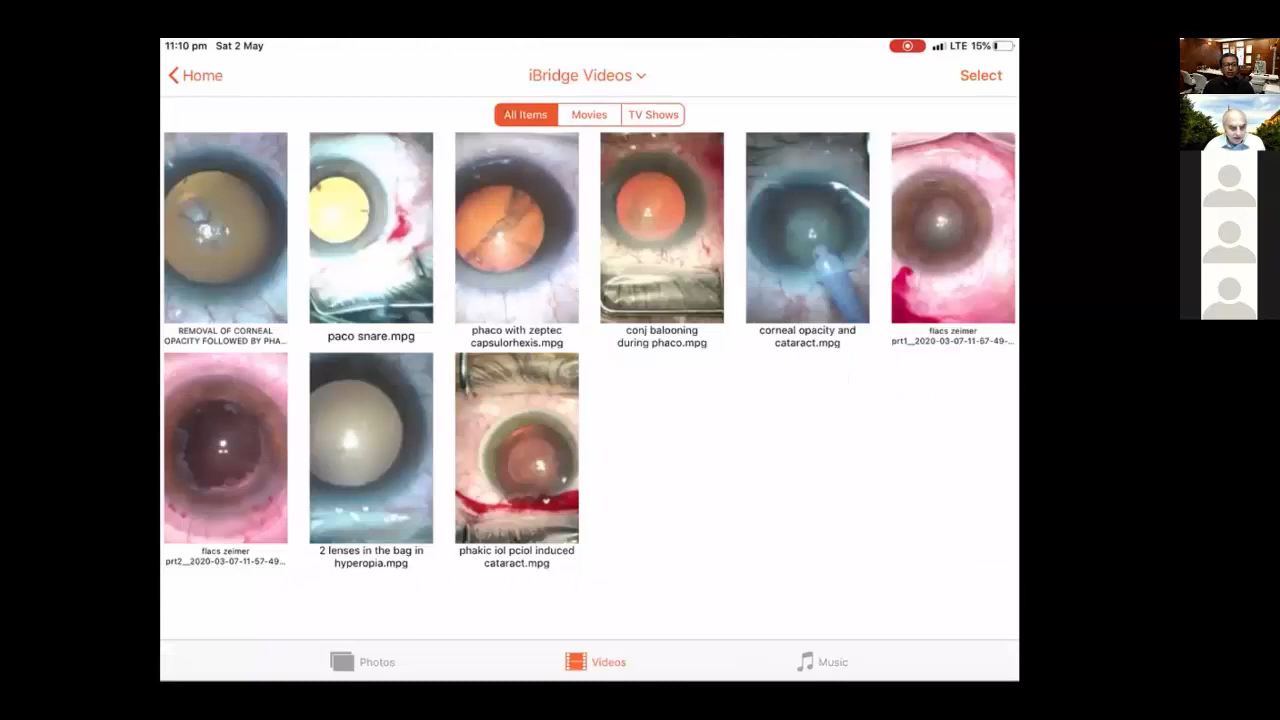 11:10 pm Sat 2 May
LTE 15%
Home
iBridge Videos
Select
All Items
Movies
TV Shows
REMOVAL OF CORNEAL
OPACITY FOLLOWED BY PHA...
paco snare.mpg
phaco with zeptec
capsulorhexis.mpg
conj balooning
during phaco.mpg
corneal opacity and
cataract.mpg
flacs zeimer
prt1__2020-03-07-11-57-49-...
flacs zeimer
prt2__2020-03-07-11-57-49...
2 lenses in the bag in
hyperopia.mpg
phakic iol pciol induced
cataract.mpg
Photos
Videos
Music